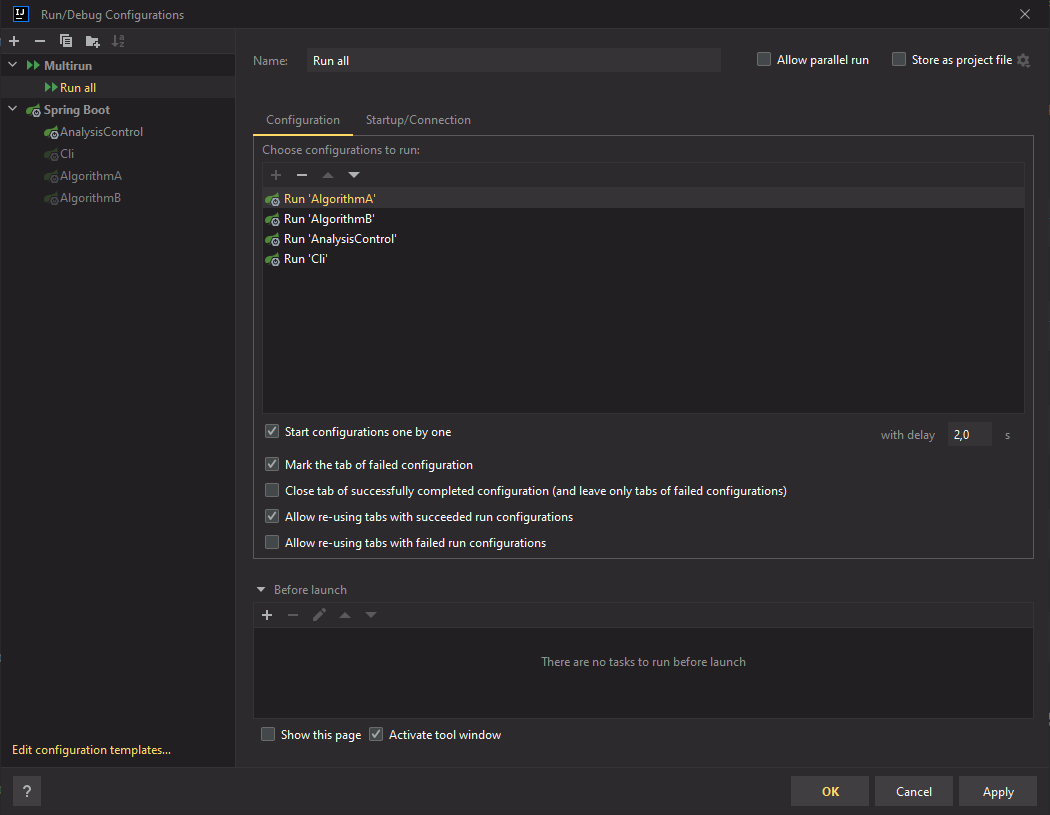 IJ
Run/Debug Configurations
Multirun
Run all
Spring Boot
AnalysisControl
Cli
AlgorithmA
AlgorithmB
Edit configuration templates...
Name: Run all
Allow parallel run Store as project file
Configuration Startup/Connection
Choose configurations to run:
Run 'AlgorithmA'
Run 'AlgorithmB'
Run 'AnalysisControl'
Run 'Cli'
Start configurations one by one with delay 2,0 s
Mark the tab of failed configuration
Close tab of successfully completed configuration (and leave only tabs of failed configurations)
Allow re-using tabs with succeeded run configurations
Allow re-using tabs with failed run configurations
Before launch
There are no tasks to run before launch
Show this page Activate tool window
? OK Cancel Apply